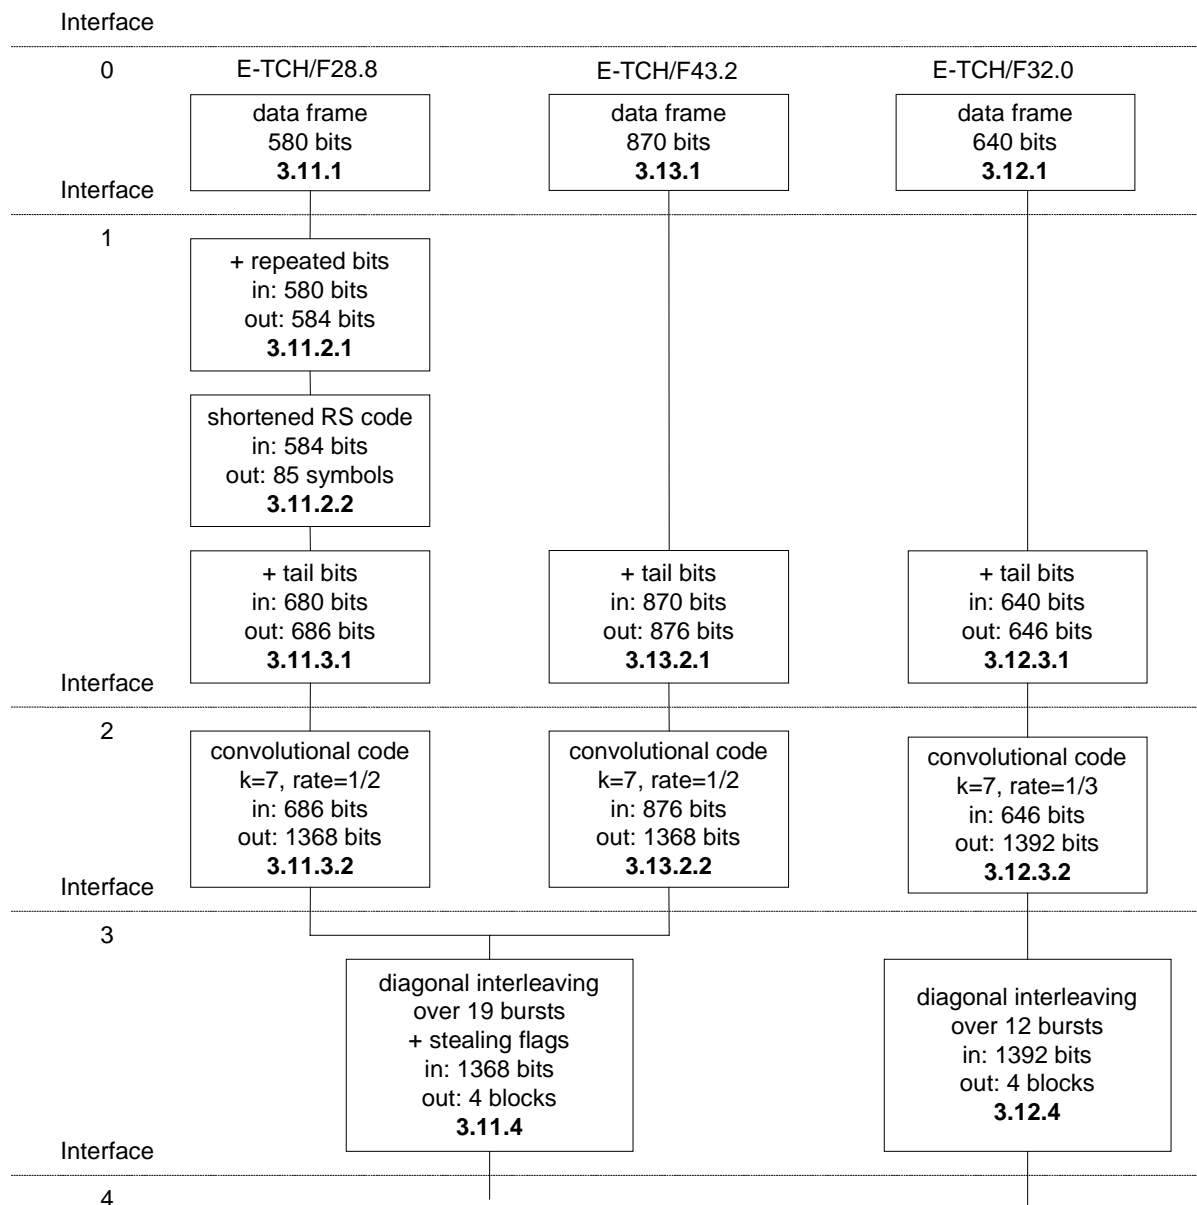 Interface
0
E-TCH/F28.8
E-TCH/F43.2
E-TCH/F32.0
data frame
580 bits
3.11.1
data frame
870 bits
3.13.1
data frame
640 bits
3.12.1
Interface
1
+ repeated bits
in: 580 bits
out: 584 bits
3.11.2.1
shortened RS code
in: 584 bits
out: 85 symbols
3.11.2.2
+ tail bits
in: 680 bits
out: 686 bits
3.11.3.1
+ tail bits
in: 870 bits
out: 876 bits
3.13.2.1
+ tail bits
in: 640 bits
out: 646 bits
3.12.3.1
Interface
2
convolutional code
k=7, rate=1/2
in: 686 bits
out: 1368 bits
3.11.3.2
convolutional code
k=7, rate=1/2
in: 876 bits
out: 1368 bits
3.13.2.2
convolutional code
k=7, rate=1/3
in: 646 bits
out: 1392 bits
3.12.3.2
Interface
3
diagonal interleaving
over 19 bursts
+ stealing flags
in: 1368 bits
out: 4 blocks
3.11.4
diagonal interleaving
over 12 bursts
in: 1392 bits
out: 4 blocks
3.12.4
Interface
4